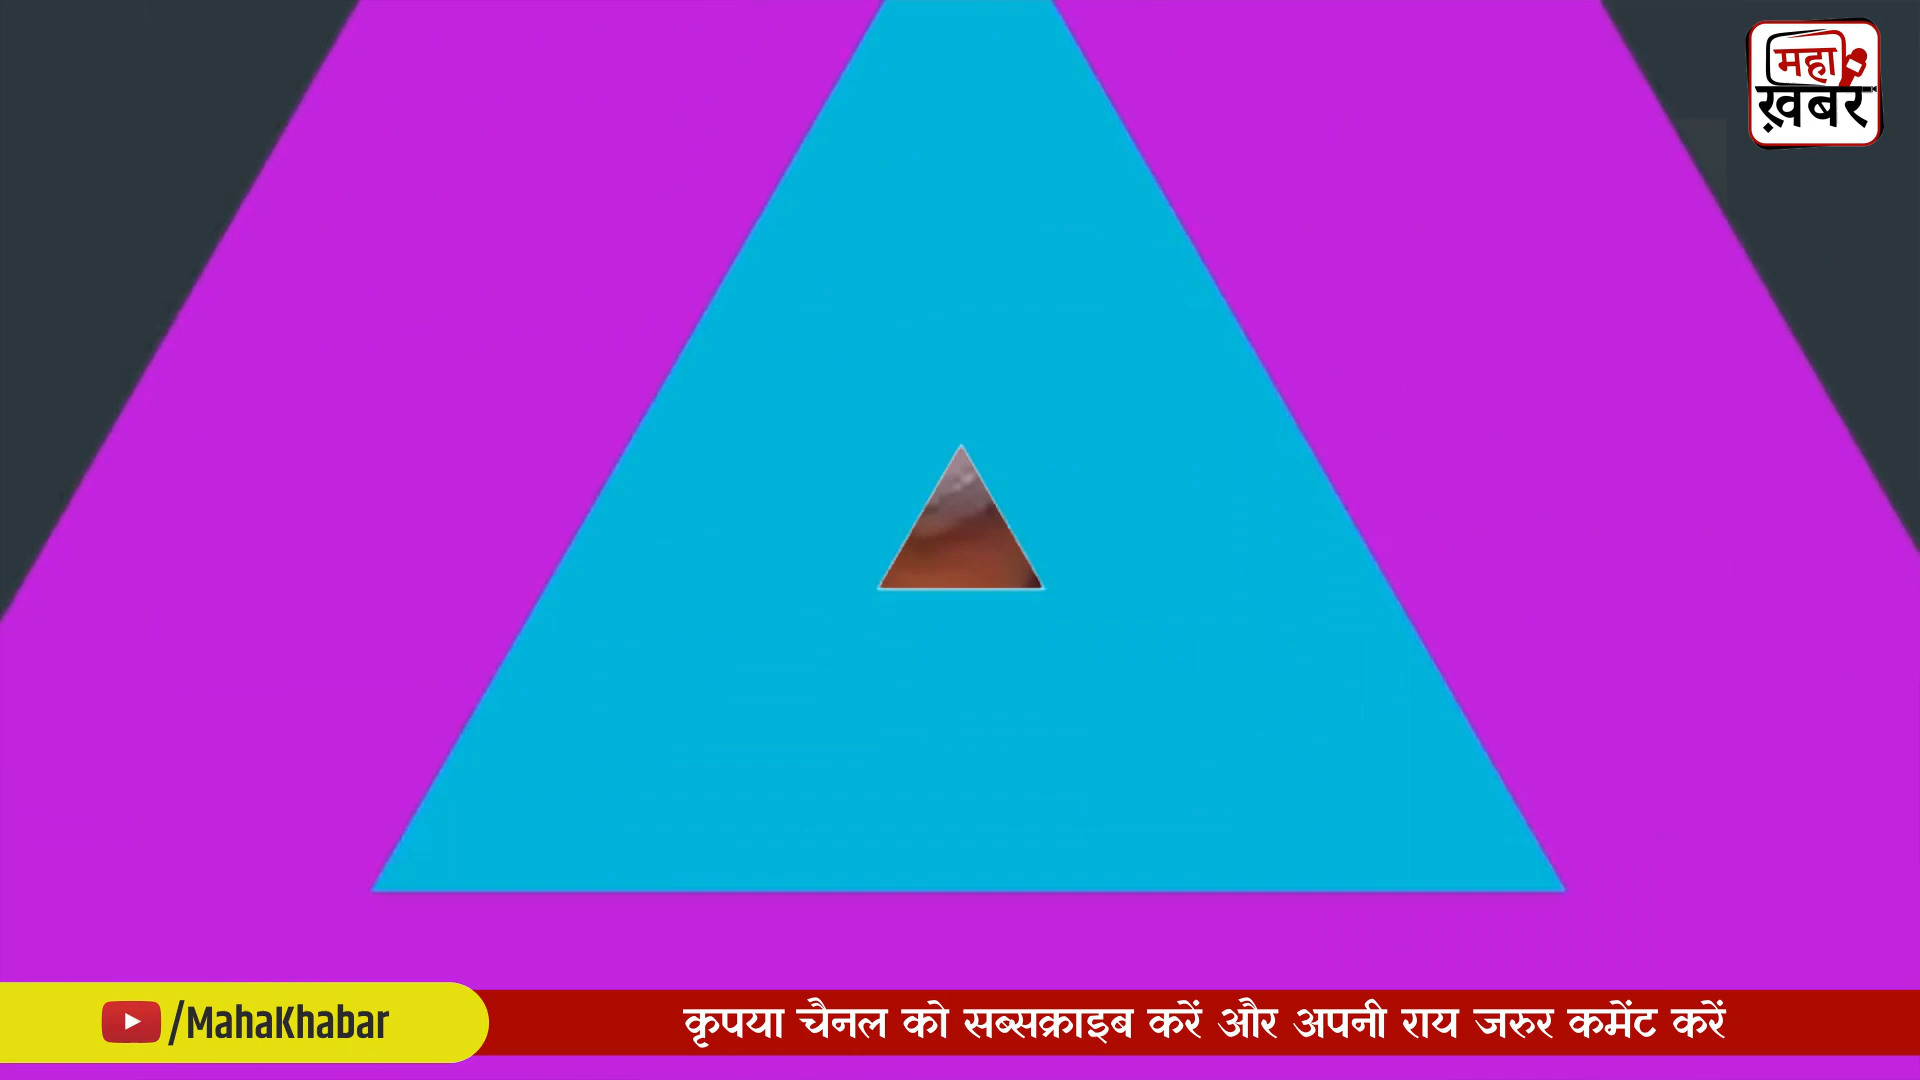 महा
ख़बर
/MahaKhabar
कृपया चैनल को सब्सक्राइब करें और अपनी राय जरुर कमेंट करें